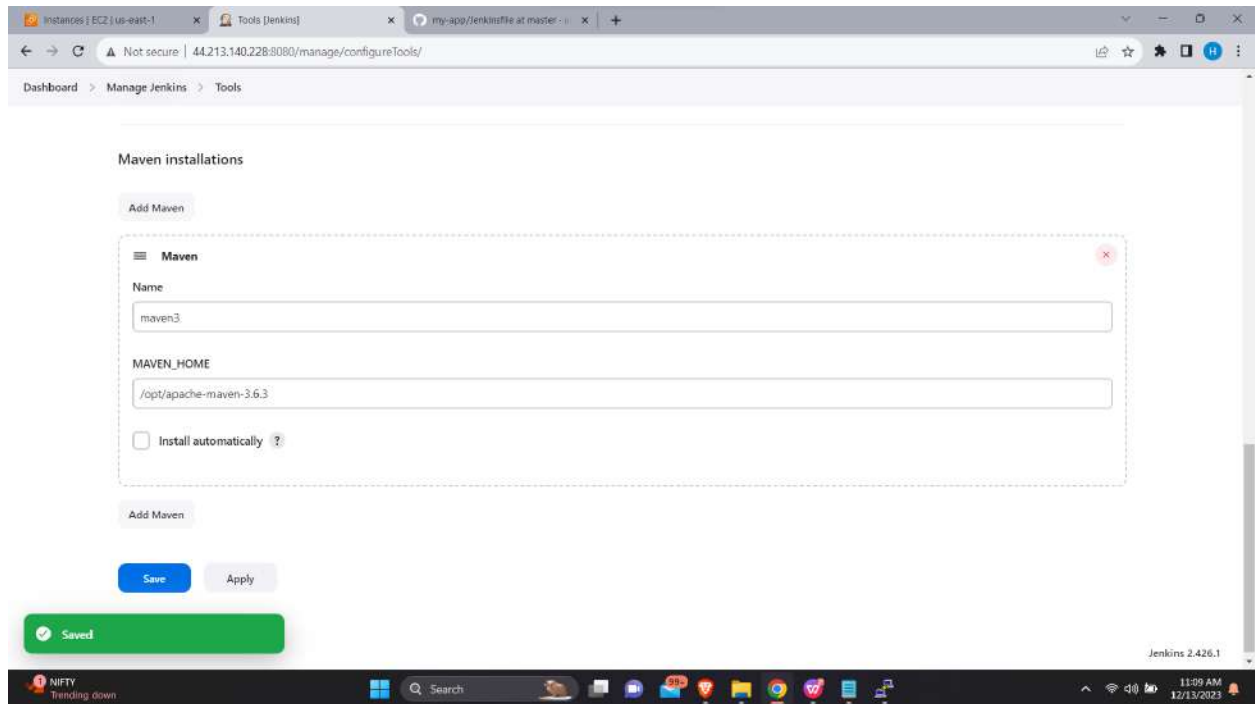 Instances | EC2 | us-east-1
Tools [Jenkins]
my-app/Jenkinsfile at master ·
Not secure | 44.213.140.228:8080/manage/configureTools/
H
Dashboard > Manage Jenkins > Tools
Maven installations
Add Maven
Maven
Name
maven3
MAVEN_HOME
/opt/apache-maven-3.6.3
Install automatically ?
Add Maven
Save Apply
Saved
Jenkins 2.426.1
1 NIFTY
Trending down
Search
99+
11:09 AM
12/13/2023